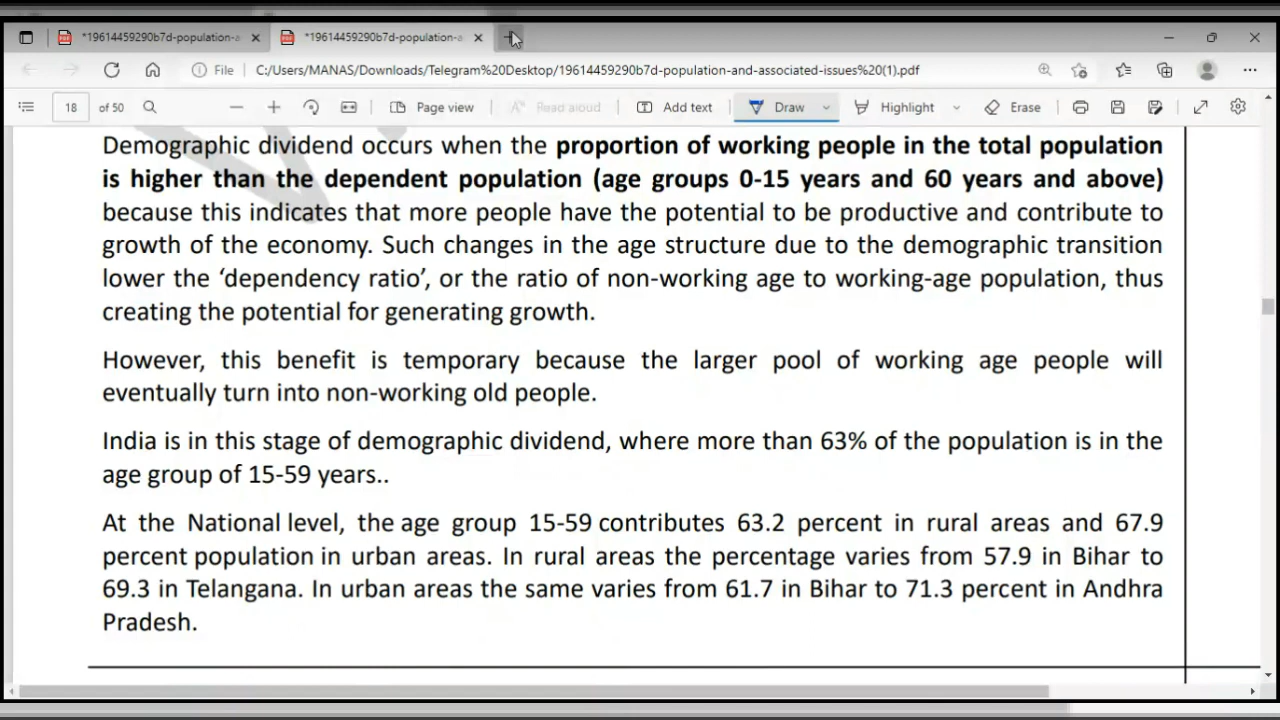 *19614459290b7d-population-a
*19614459290b7d-population-a
File C:/Users/MANAS/Downloads/Telegram%20Desktop/19614459290b7d-population-and-associated-issues%20(1).pdf
18 of 50 Page view Read aloud Add text Draw Highlight Erase
Demographic dividend occurs when the proportion of working people in the total population
is higher than the dependent population (age groups 0-15 years and 60 years and above)
because this indicates that more people have the potential to be productive and contribute to
growth of the economy. Such changes in the age structure due to the demographic transition
lower the ‘dependency ratio’, or the ratio of non-working age to working-age population, thus
creating the potential for generating growth.
However, this benefit is temporary because the larger pool of working age people will
eventually turn into non-working old people.
India is in this stage of demographic dividend, where more than 63% of the population is in the
age group of 15-59 years..
At the National level, the age group 15-59 contributes 63.2 percent in rural areas and 67.9
percent population in urban areas. In rural areas the percentage varies from 57.9 in Bihar to
69.3 in Telangana. In urban areas the same varies from 61.7 in Bihar to 71.3 percent in Andhra
Pradesh.